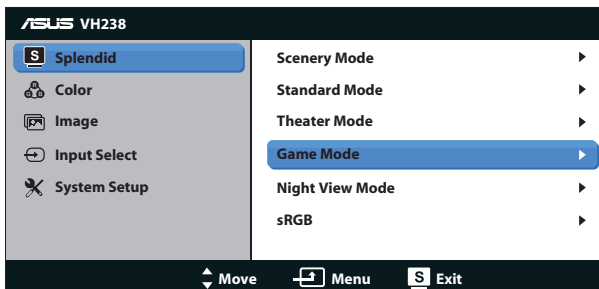 ASUS VH238
S Splendid
Color
Image
Input Select
System Setup
Scenery Mode
Standard Mode
Theater Mode
Game Mode
Night View Mode
sRGB
Move Menu S Exit